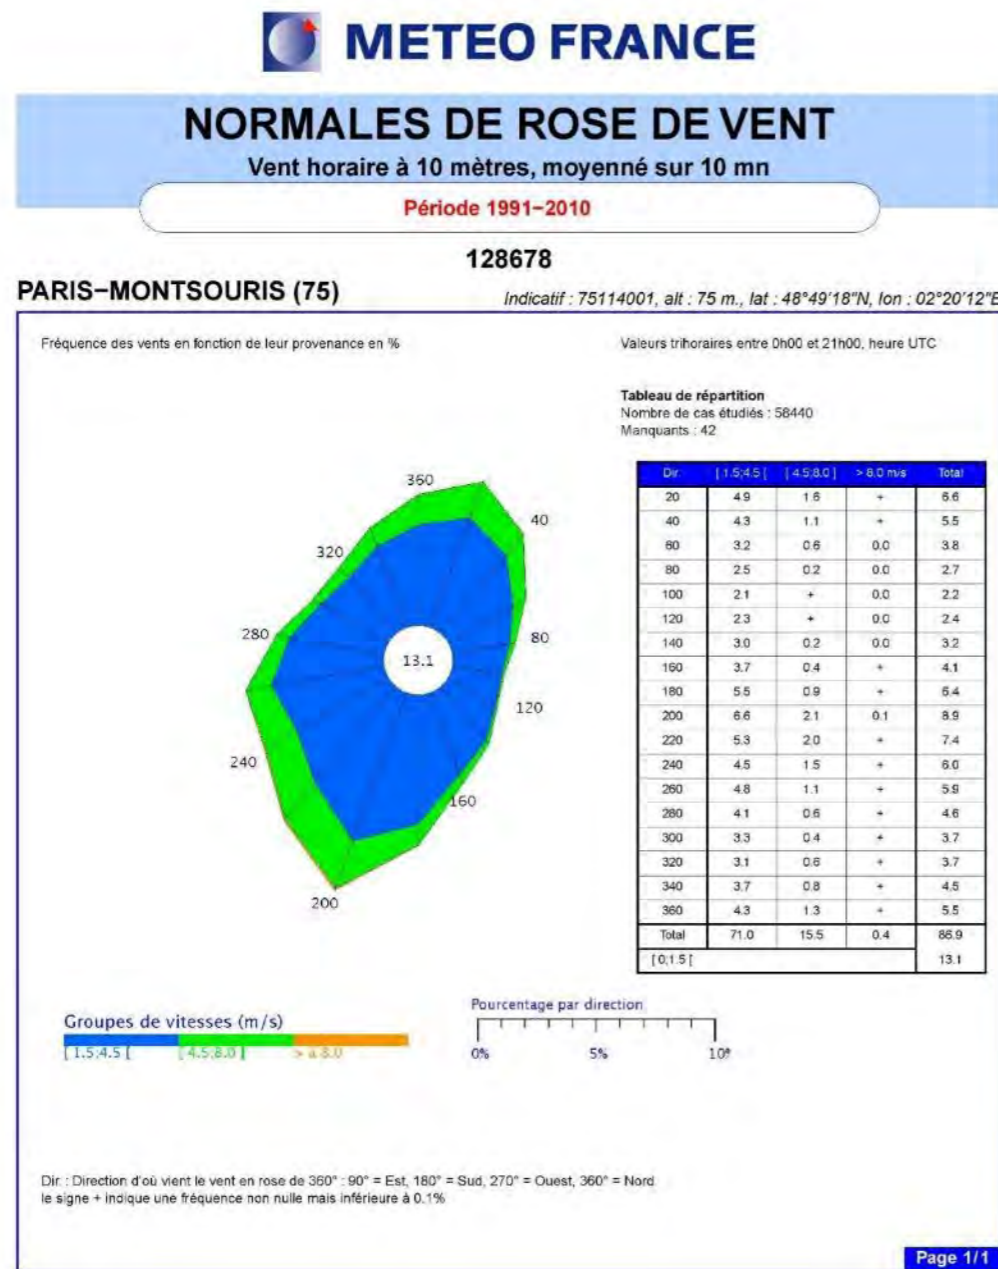 METEO FRANCE
NORMALES DE ROSE DE VENT
Vent horaire à 10 mètres, moyenné sur 10 mn
Période 1991−2010
128678
PARIS−MONTSOURIS (75)
Indicatif : 75114001, alt : 75 m., lat : 48°49'18"N, lon : 02°20'12"E
Fréquence des vents en fonction de leur provenance en %
Valeurs trihoraires entre 0h00 et 21h00, heure UTC
Tableau de répartition
Nombre de cas étudiés : 58440
Manquants : 42
360
40
320
280
80
13.1
120
240
160
200
Dir. [ 1.5;4.5 [ [ 4.5;8.0 ] > 8.0 m/s Total
20 4.9 1.6 + 6.6
40 4.3 1.1 + 5.5
60 3.2 0.6 0.0 3.8
80 2.5 0.2 0.0 2.7
100 2.1 + 0.0 2.2
120 2.3 + 0.0 2.4
140 3.0 0.2 0.0 3.2
160 3.7 0.4 + 4.1
180 5.5 0.9 + 6.4
200 6.6 2.1 0.1 8.9
220 5.3 2.0 + 7.4
240 4.5 1.5 + 6.0
260 4.8 1.1 + 5.9
280 4.1 0.6 + 4.6
300 3.3 0.4 + 3.7
320 3.1 0.6 + 3.7
340 3.7 0.8 + 4.5
360 4.3 1.3 + 5.5
Total 71.0 15.5 0.4 86.9
[ 0;1.5 [ 13.1
Groupes de vitesses (m/s)
[ 1.5;4.5 [ [ 4.5;8.0 ] > à 8.0
Pourcentage par direction
0% 5% 10%
Dir. : Direction d'où vient le vent en rose de 360° : 90° = Est, 180° = Sud, 270° = Ouest, 360° = Nord
le signe + indique une fréquence non nulle mais inférieure à 0.1%
Page 1/1